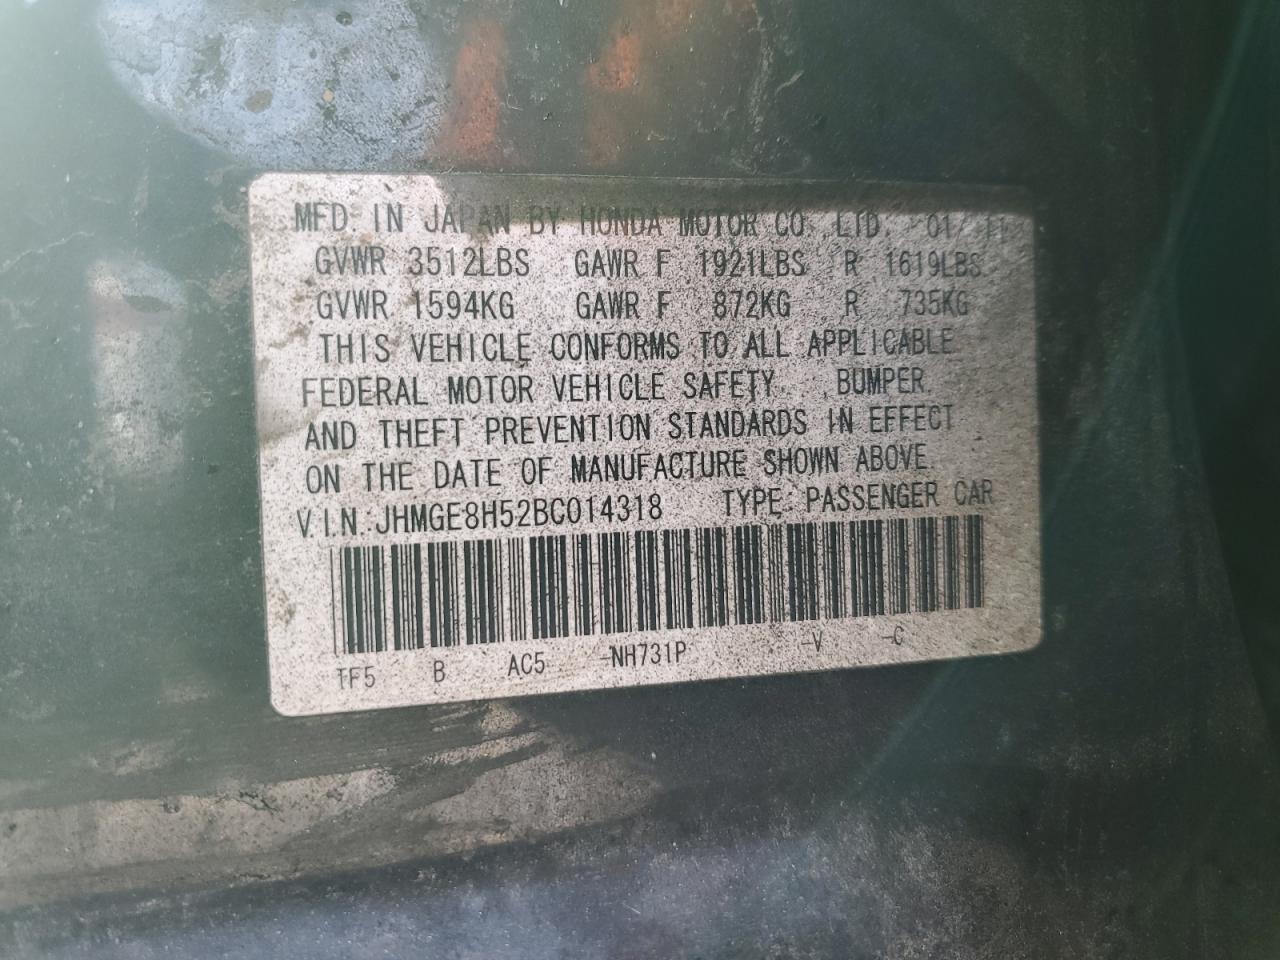 MFD. IN JAPAN BY HONDA MOTOR CO., LTD. 01/11
GVWR 3512LBS GAWR F 1921LBS R 1619LBS
GVWR 1594KG GAWR F 872KG R 735KG
THIS VEHICLE CONFORMS TO ALL APPLICABLE
FEDERAL MOTOR VEHICLE SAFETY, BUMPER,
AND THEFT PREVENTION STANDARDS IN EFFECT
ON THE DATE OF MANUFACTURE SHOWN ABOVE.
V.I.N.:JHMGE8H52BC014318 TYPE: PASSENGER CAR
TF5 B AC5 -NH731P -V -C